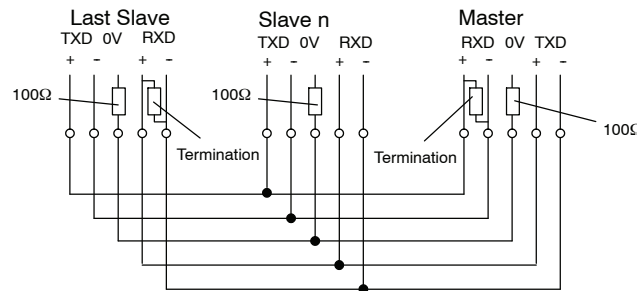 Last Slave Slave n Master
TXD 0V RXD TXD 0V RXD RXD 0V TXD
+ - + - + - + - + - + -
100Ω 100Ω 100Ω
Termination Termination